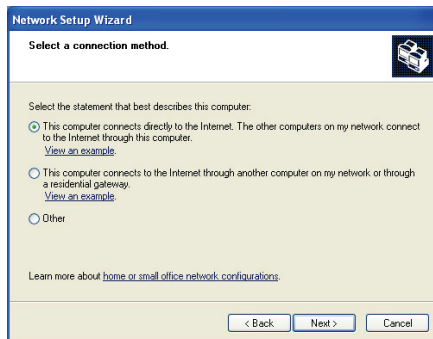 Network Setup Wizard
Select a connection method.
Select the statement that best describes this computer:
This computer connects directly to the Internet. The other computers on my network connect
to the Internet through this computer.
View an example.
This computer connects to the Internet through another computer on my network or through
a residential gateway.
View an example.
Other
Learn more about home or small office network configurations.
< Back
Next >
Cancel